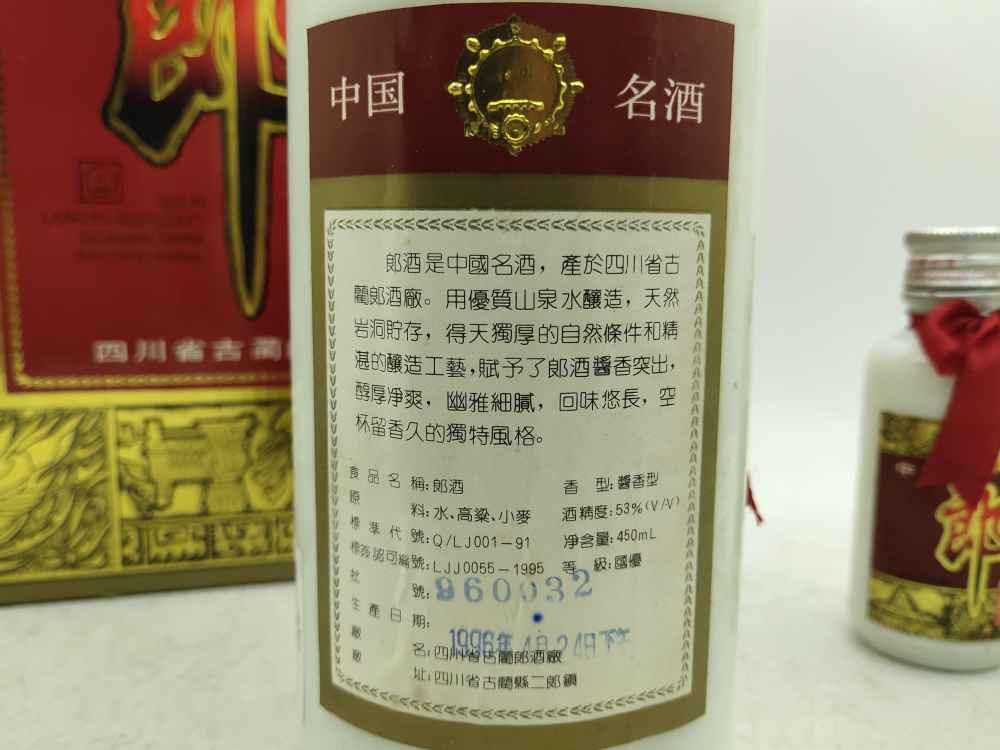 中国 名酒
郎酒是中國名酒，產於四川省古
藺郎酒廠。用優質山泉水釀造，天然
岩洞貯存，得天獨厚的自然條件和精
湛的釀造工藝，賦予了郎酒醬香突出，
醇厚凈爽，幽雅細膩，回味悠長，空
杯留香久的獨特風格。
食品名稱：郎酒 香型：醬香型
原料：水、高粱、小麥 酒精度：53%(V/V)
標準代號：Q/LJ001-91 凈含量：450mL
標簽認可編號：LJJ0055-1995 等級：國優
批號：960032
生產日期：1996年4月24日下午
廠名：四川省古藺郎酒廠
廠址：四川省古藺縣二郎鎮
郎
四川省古藺
中
郎